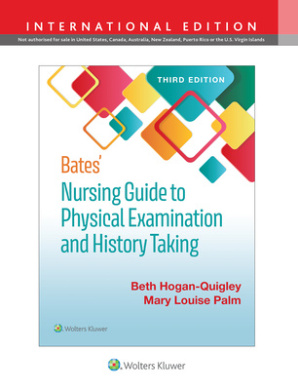 INTERNATIONAL EDITION
Not authorised for sale in United States, Canada, Australia, New Zealand, Puerto Rico or the U.S. Virgin Islands
THIRD EDITION
Bates'
Nursing Guide to
Physical Examination
and History Taking
Beth Hogan-Quigley
Mary Louise Palm
Wolters Kluwer
Wolters Kluwer